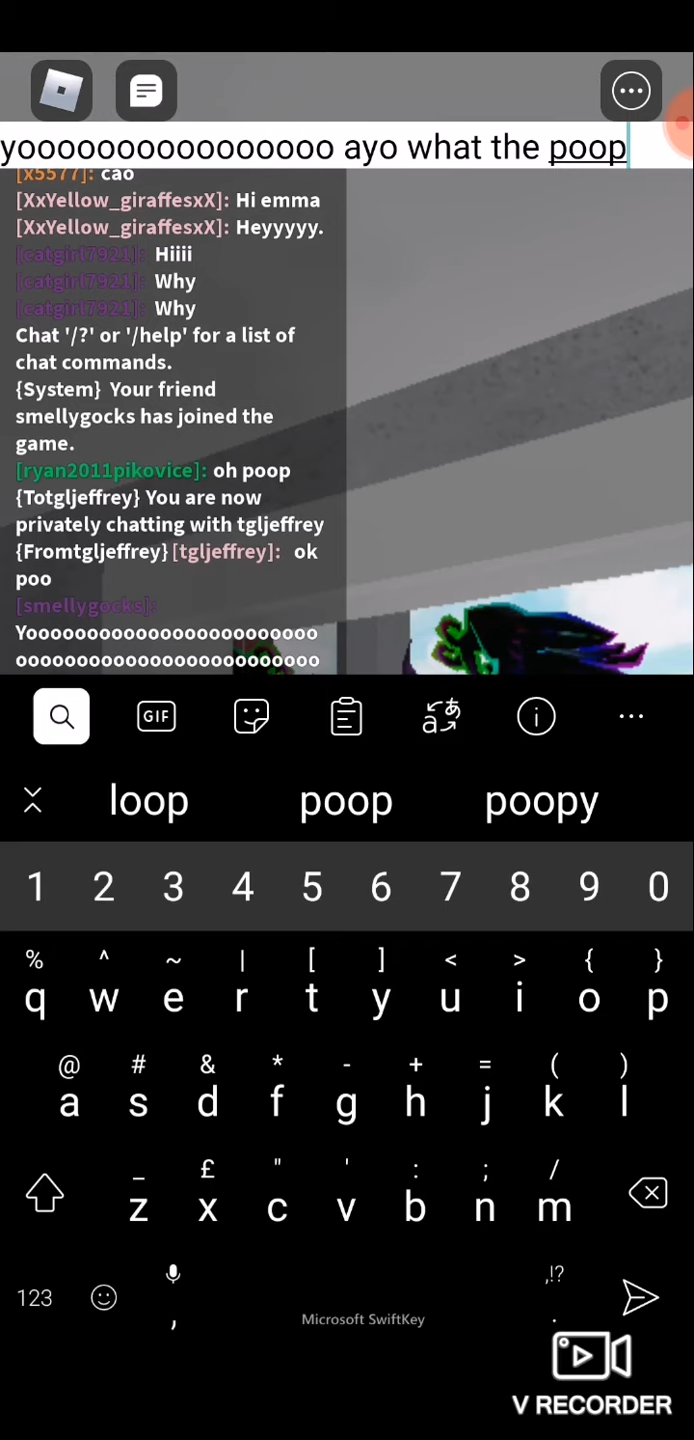 yoooooooooooooooo ayo what the poop
[x5577]: cao
[XxYellow_giraffesxX]: Hi emma
[XxYellow_giraffesxX]: Heyyyyy.
[catgirl7921]: Hiiii
[catgirl7921]: Why
[catgirl7921]: Why
Chat '/?' or '/help' for a list of
chat commands.
{System} Your friend
smellygocks has joined the
game.
[ryan2011pikovice]: oh poop
{Totgljeffrey} You are now
privately chatting with tgljeffrey
{Fromtgljeffrey} [tgljeffrey]: ok
poo
[smellygocks]:
Yoooooooooooooooooooooooo
ooooooooooooooooooooooooo
GIF
loop poop poopy
1 2 3 4 5 6 7 8 9 0
% ^ ~ | [ ] < > { }
q w e r t y u i o p
@ # & * - + = ( )
a s d f g h j k l
_ £ " ' : ; /
z x c v b n m
,!?
123 , Microsoft SwiftKey .
V RECORDER